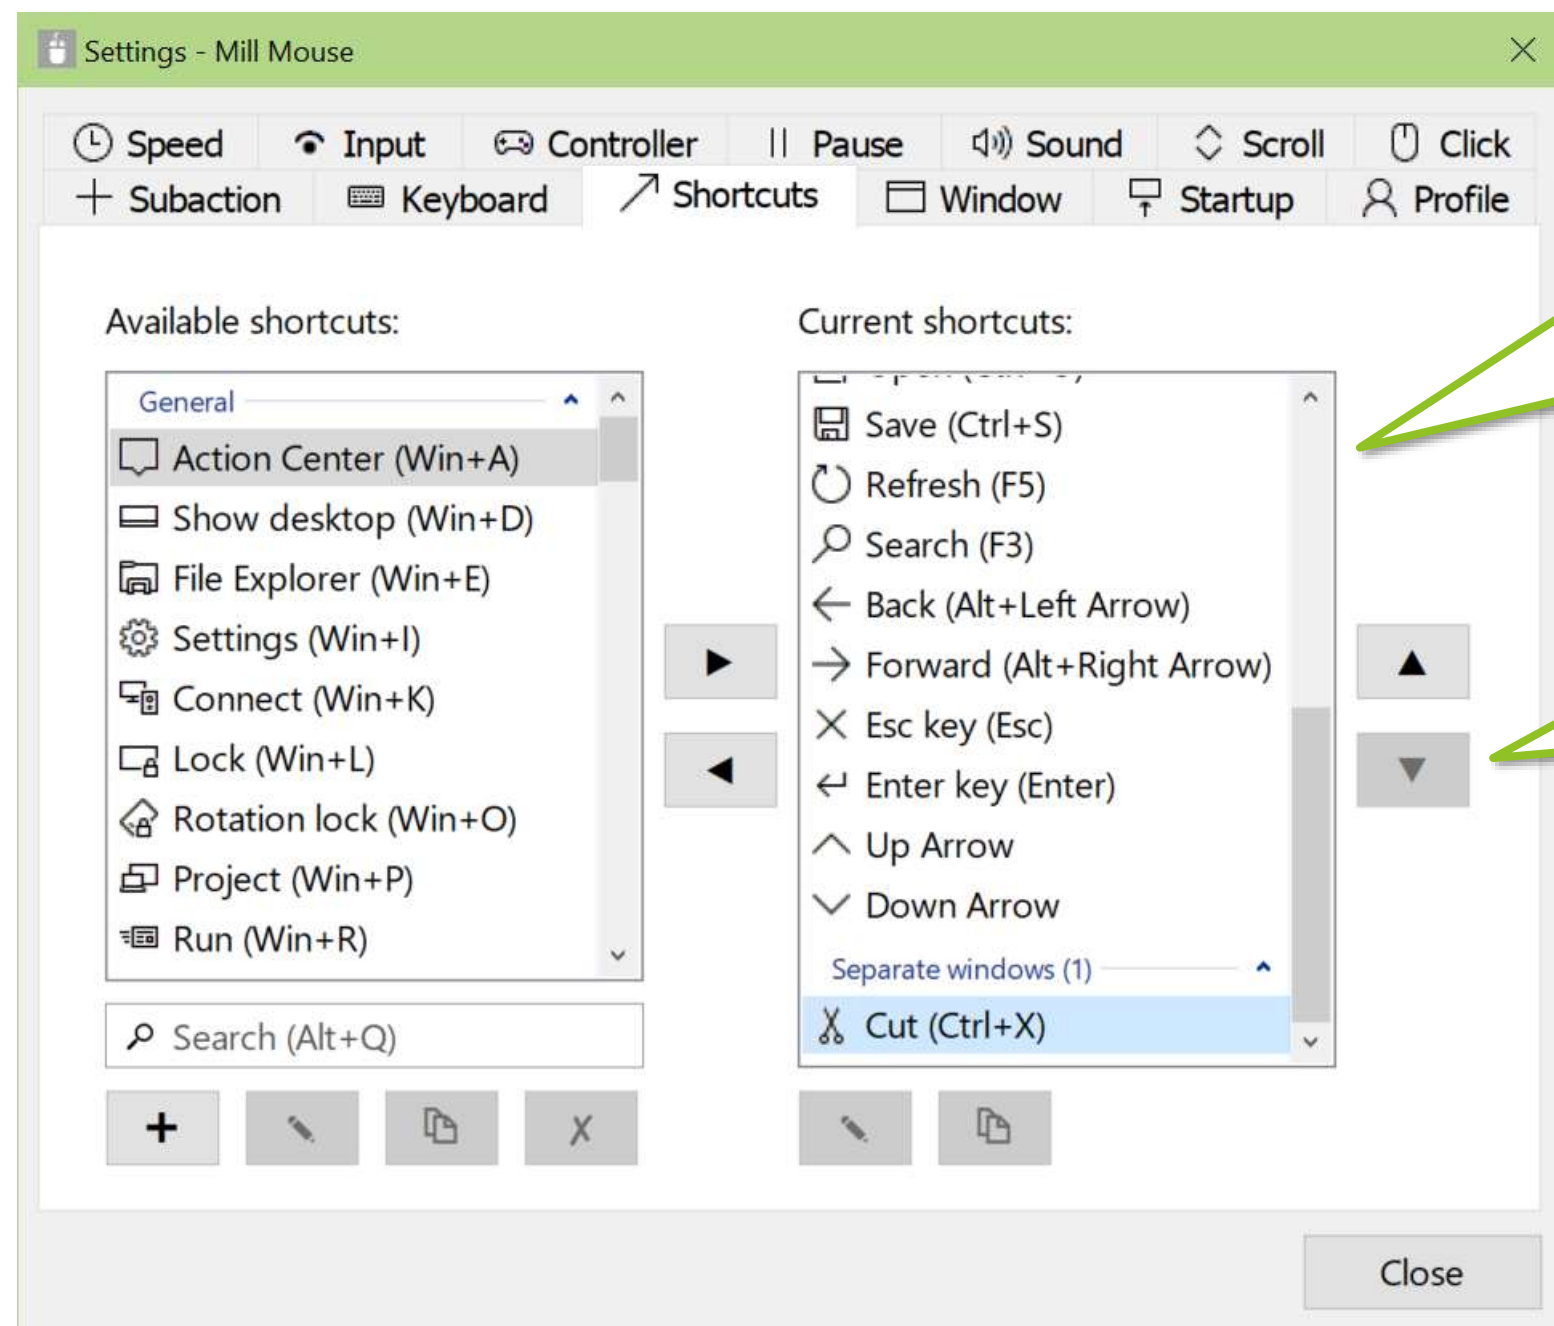 Settings - Mill Mouse
Speed Input Controller Pause Sound Scroll Click
Subaction Keyboard Shortcuts Window Startup Profile
Available shortcuts:
General
Action Center (Win+A)
Show desktop (Win+D)
File Explorer (Win+E)
Settings (Win+I)
Connect (Win+K)
Lock (Win+L)
Rotation lock (Win+O)
Project (Win+P)
Run (Win+R)
Search (Alt+Q)
Current shortcuts:
Save (Ctrl+S)
Refresh (F5)
Search (F3)
Back (Alt+Left Arrow)
Forward (Alt+Right Arrow)
Esc key (Esc)
Enter key (Enter)
Up Arrow
Down Arrow
Separate windows (1)
Cut (Ctrl+X)
Close